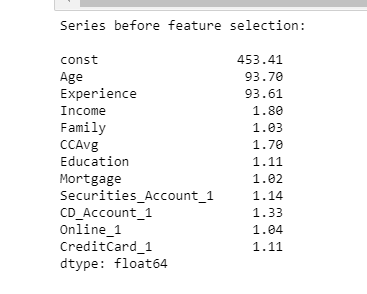 Series before feature selection:
const 453.41
Age 93.70
Experience 93.61
Income 1.80
Family 1.03
CCAvg 1.70
Education 1.11
Mortgage 1.02
Securities_Account_1 1.14
CD_Account_1 1.33
Online_1 1.04
CreditCard_1 1.11
dtype: float64